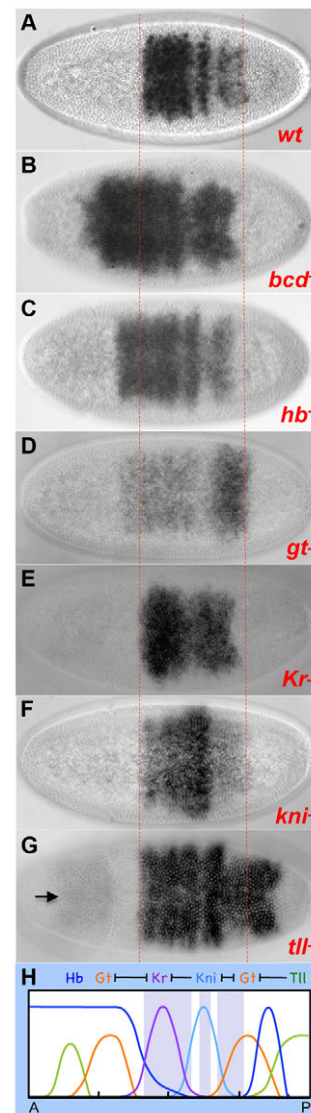 A
wt
B
bcd-
C
hb-
D
gt-
E
Kr-
F
kni-
G
tll-
H
Hb Gt Kr Kni Gt Tll
A P